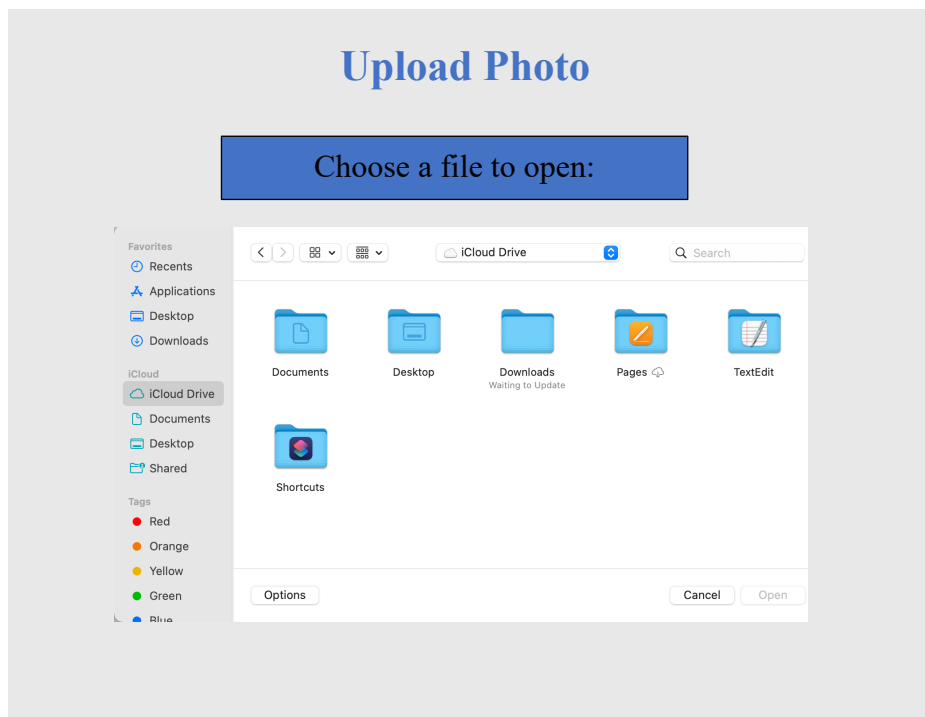 Upload Photo
Choose a file to open:
Favorites
Recents
Applications
Desktop
Downloads
iCloud
iCloud Drive
Documents
Desktop
Shared
Tags
Red
Orange
Yellow
Green
Blue
iCloud Drive
Search
Documents
Desktop
Downloads
Waiting to Update
Pages
TextEdit
Shortcuts
Options
Cancel
Open